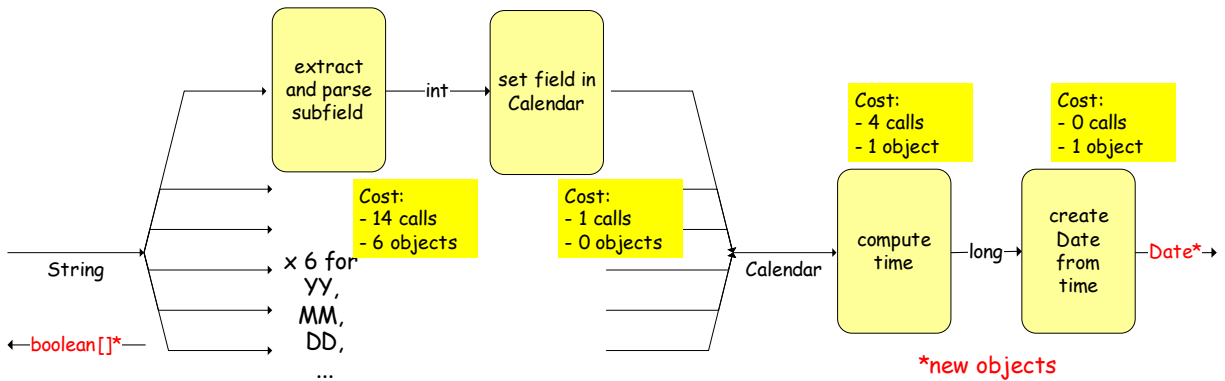 extract
and parse
subfield
int
set field in
Calendar
Cost:
- 14 calls
- 6 objects
Cost:
- 1 calls
- 0 objects
Cost:
- 4 calls
- 1 object
Cost:
- 0 calls
- 1 object
String
boolean[]*
x 6 for
YY,
MM,
DD,
...
Calendar
compute
time
long
create
Date
from
time
Date*
*new objects